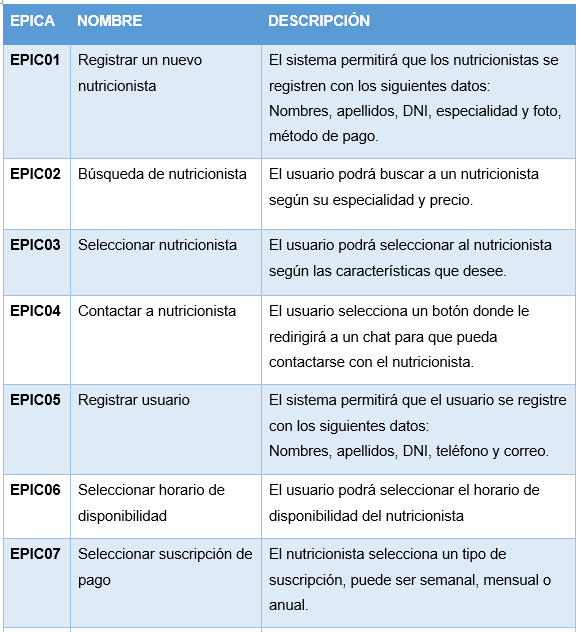 EPICA NOMBRE DESCRIPCIÓN
EPIC01 Registrar un nuevo nutricionista
El sistema permitirá que los nutricionistas se
registren con los siguientes datos:
Nombres, apellidos, DNI, especialidad y foto,
método de pago.
EPIC02 Búsqueda de nutricionista
El usuario podrá buscar a un nutricionista
según su especialidad y precio.
EPIC03 Seleccionar nutricionista
El usuario podrá seleccionar al nutricionista
según las características que desee.
EPIC04 Contactar a nutricionista
El usuario selecciona un botón donde le
redirigirá a un chat para que pueda
contactarse con el nutricionista.
EPIC05 Registrar usuario
El sistema permitirá que el usuario se registre
con los siguientes datos:
Nombres, apellidos, DNI, teléfono y correo.
EPIC06 Seleccionar horario de
disponibilidad
El usuario podrá seleccionar el horario de
disponibilidad del nutricionista
EPIC07 Seleccionar suscripción de
pago
El nutricionista selecciona un tipo de
suscripción, puede ser semanal, mensual o
anual.